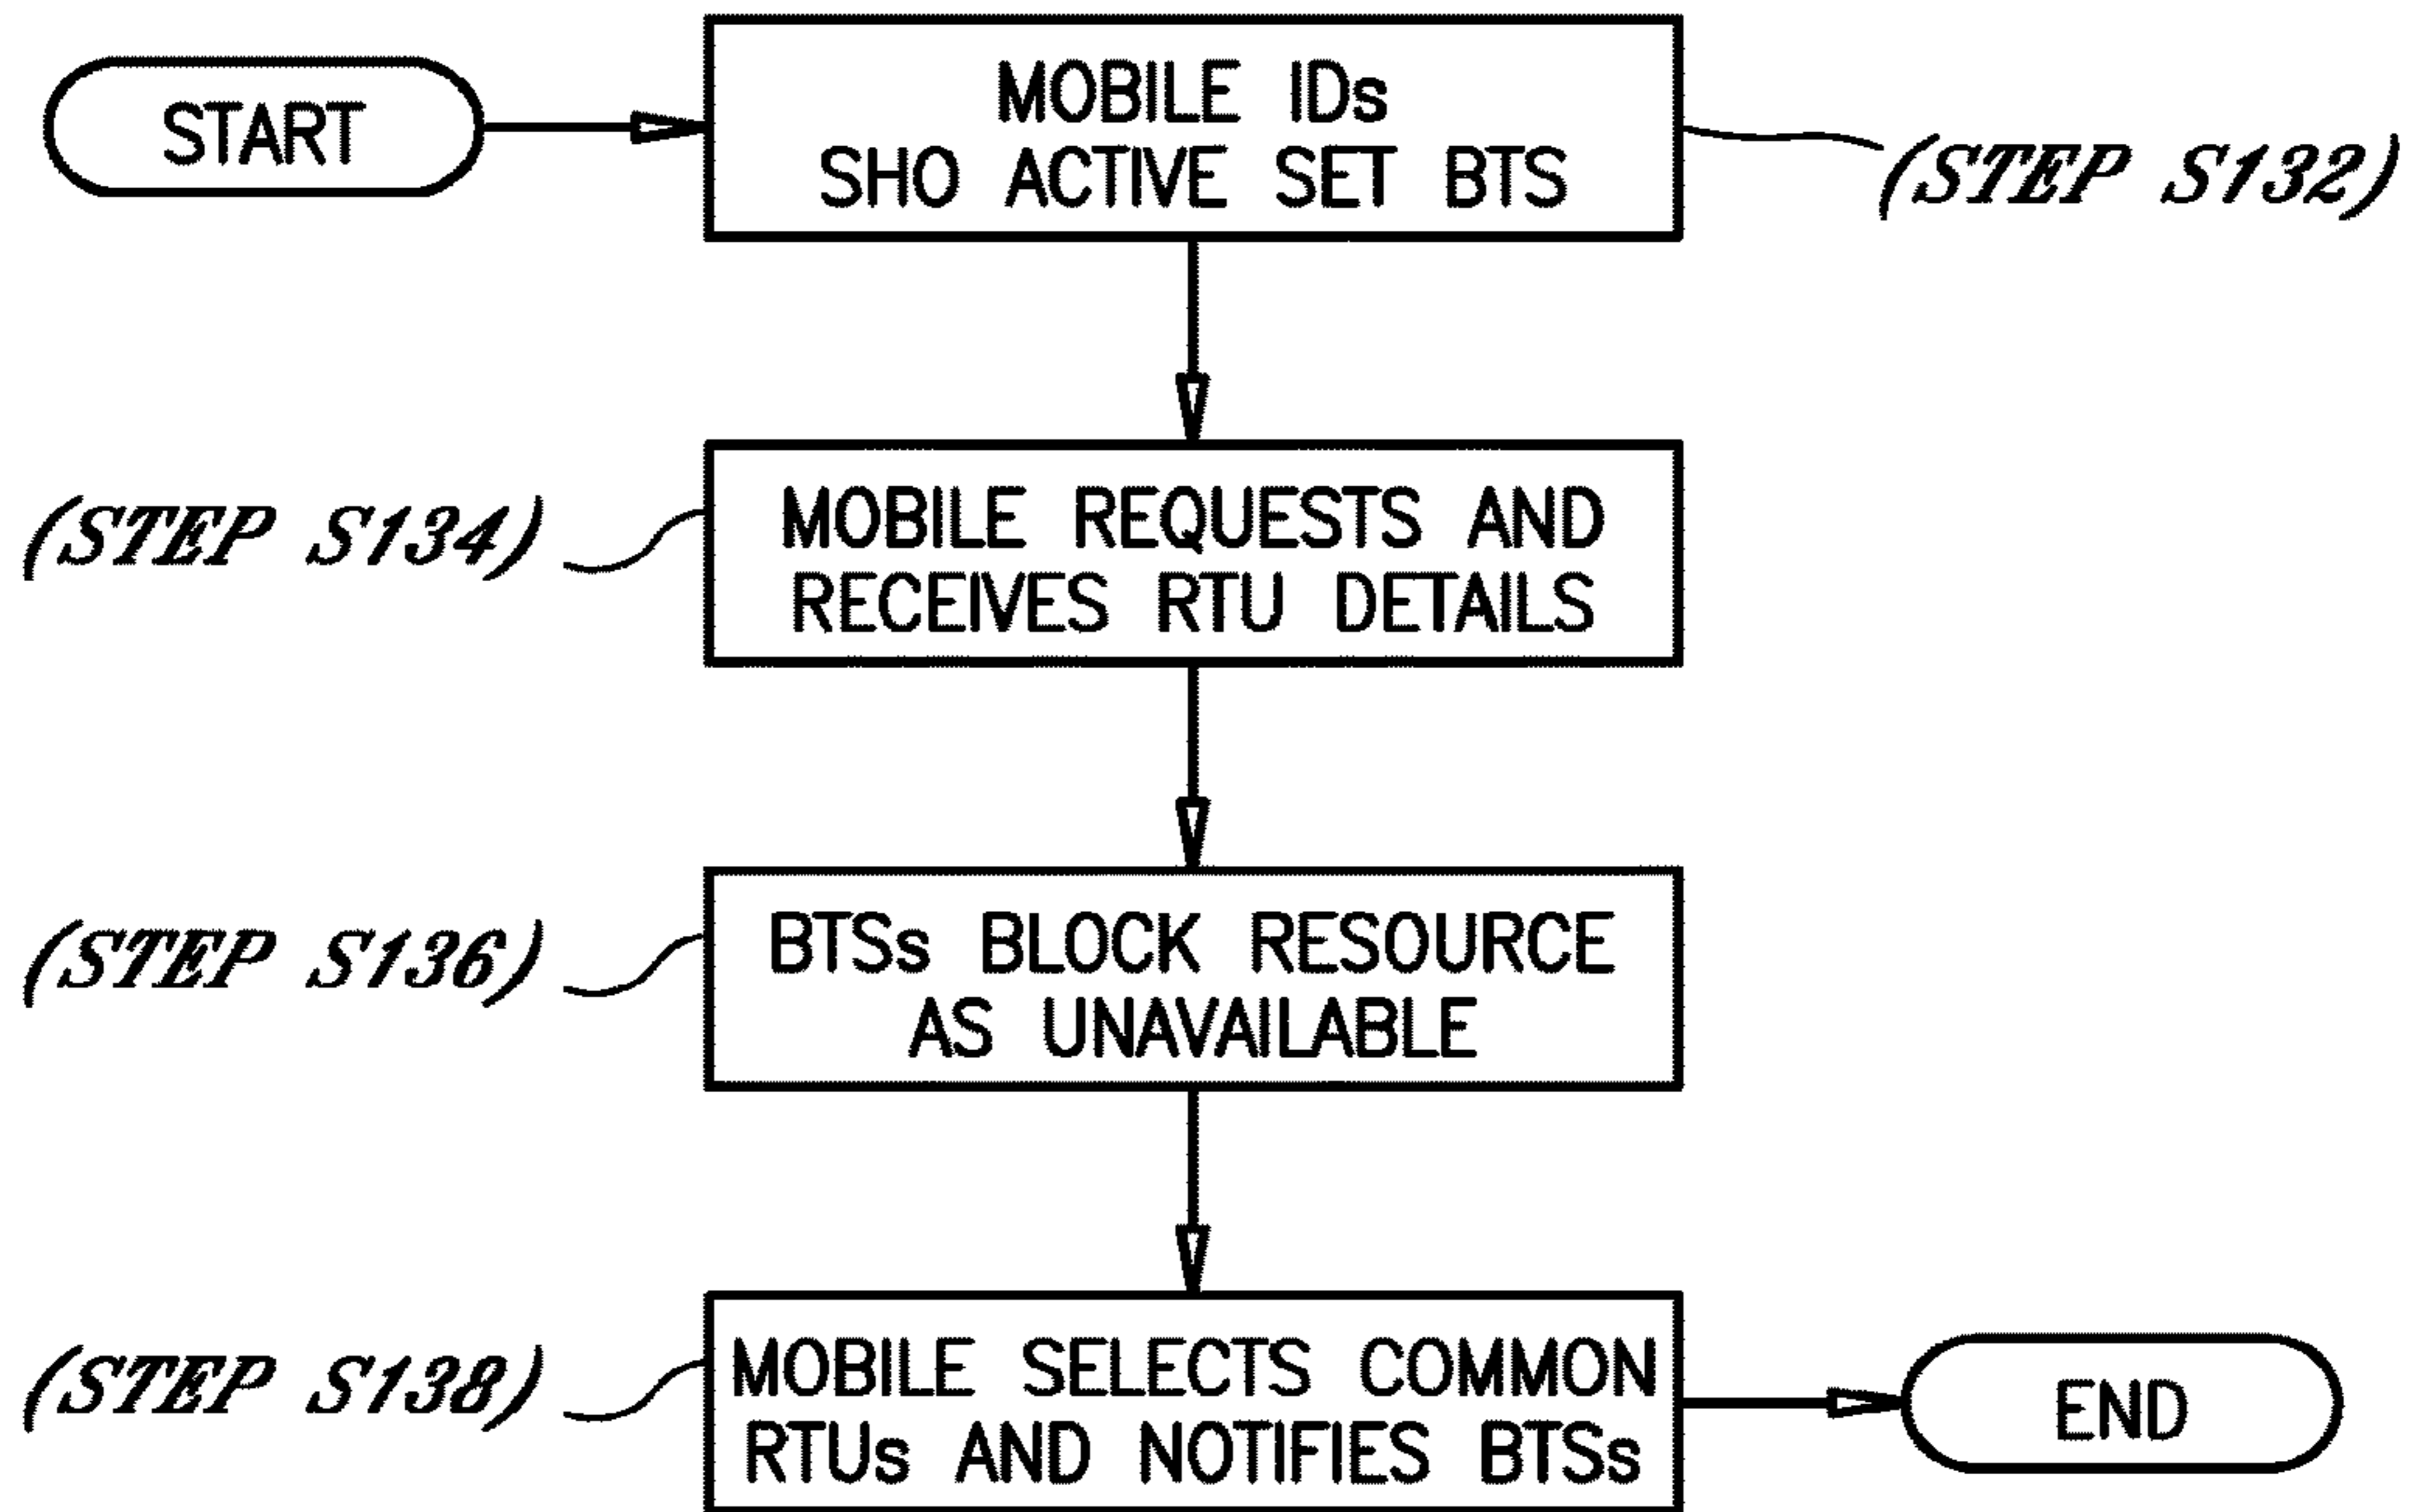 START
MOBILE IDs
SHO ACTIVE SET BTS
(STEP S132)
(STEP S134)
MOBILE REQUESTS AND
RECEIVES RTU DETAILS
(STEP S136)
BTSs BLOCK RESOURCE
AS UNAVAILABLE
(STEP S138)
MOBILE SELECTS COMMON
RTUs AND NOTIFIES BTSs
END